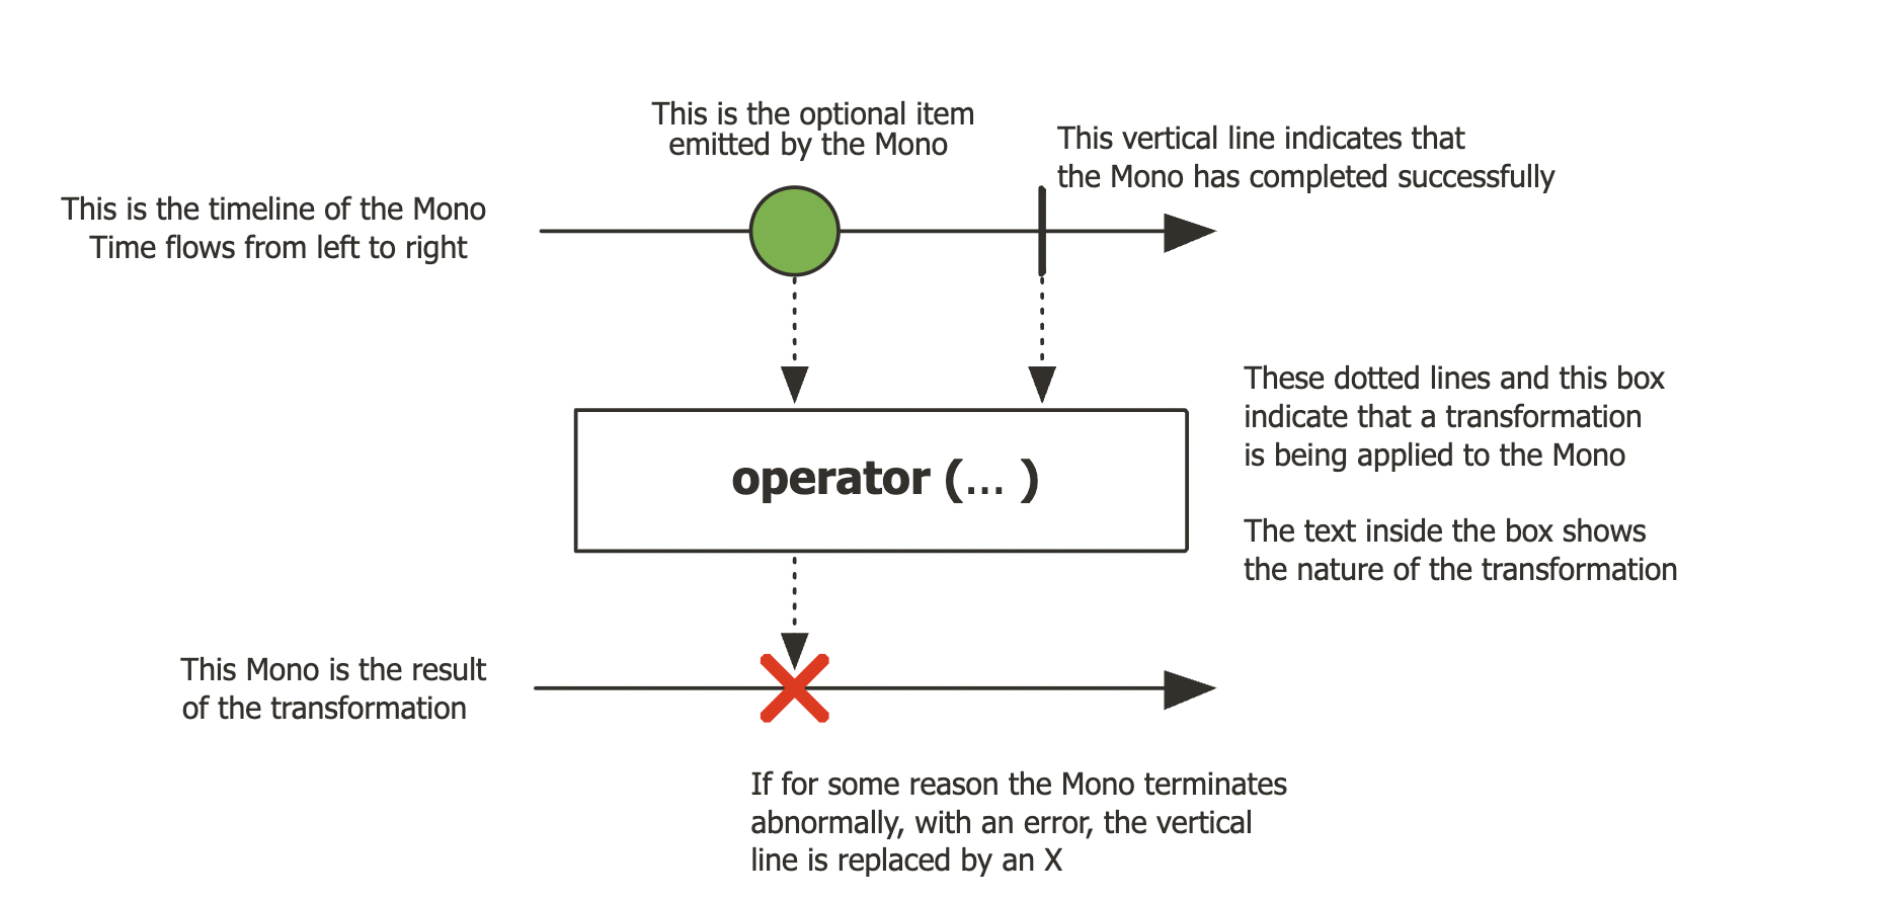 This is the optional item
emitted by the Mono
This vertical line indicates that
the Mono has completed successfully
This is the timeline of the Mono
Time flows from left to right
These dotted lines and this box
indicate that a transformation
is being applied to the Mono
operator (... )
The text inside the box shows
the nature of the transformation
This Mono is the result
of the transformation
If for some reason the Mono terminates
abnormally, with an error, the vertical
line is replaced by an X